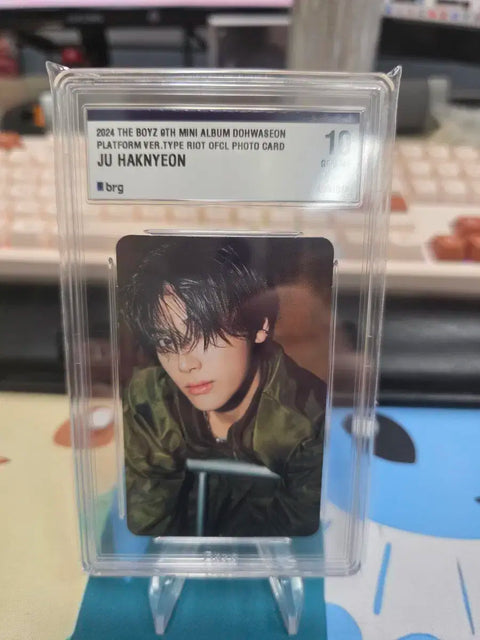 2024 THE BOYZ 9TH MINI ALBUM DOHWASEON
PLATFORM VER.TYPE RIOT OFCL PHOTO CARD
JU HAKNYEON
10
brg